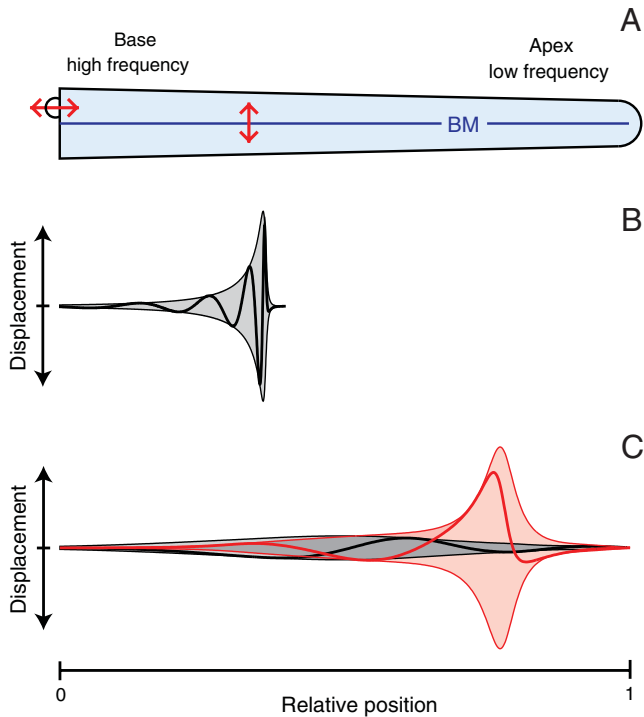 A
Base
high frequency
Apex
low frequency
BM
B
Displacement
C
Displacement
0
1
Relative position